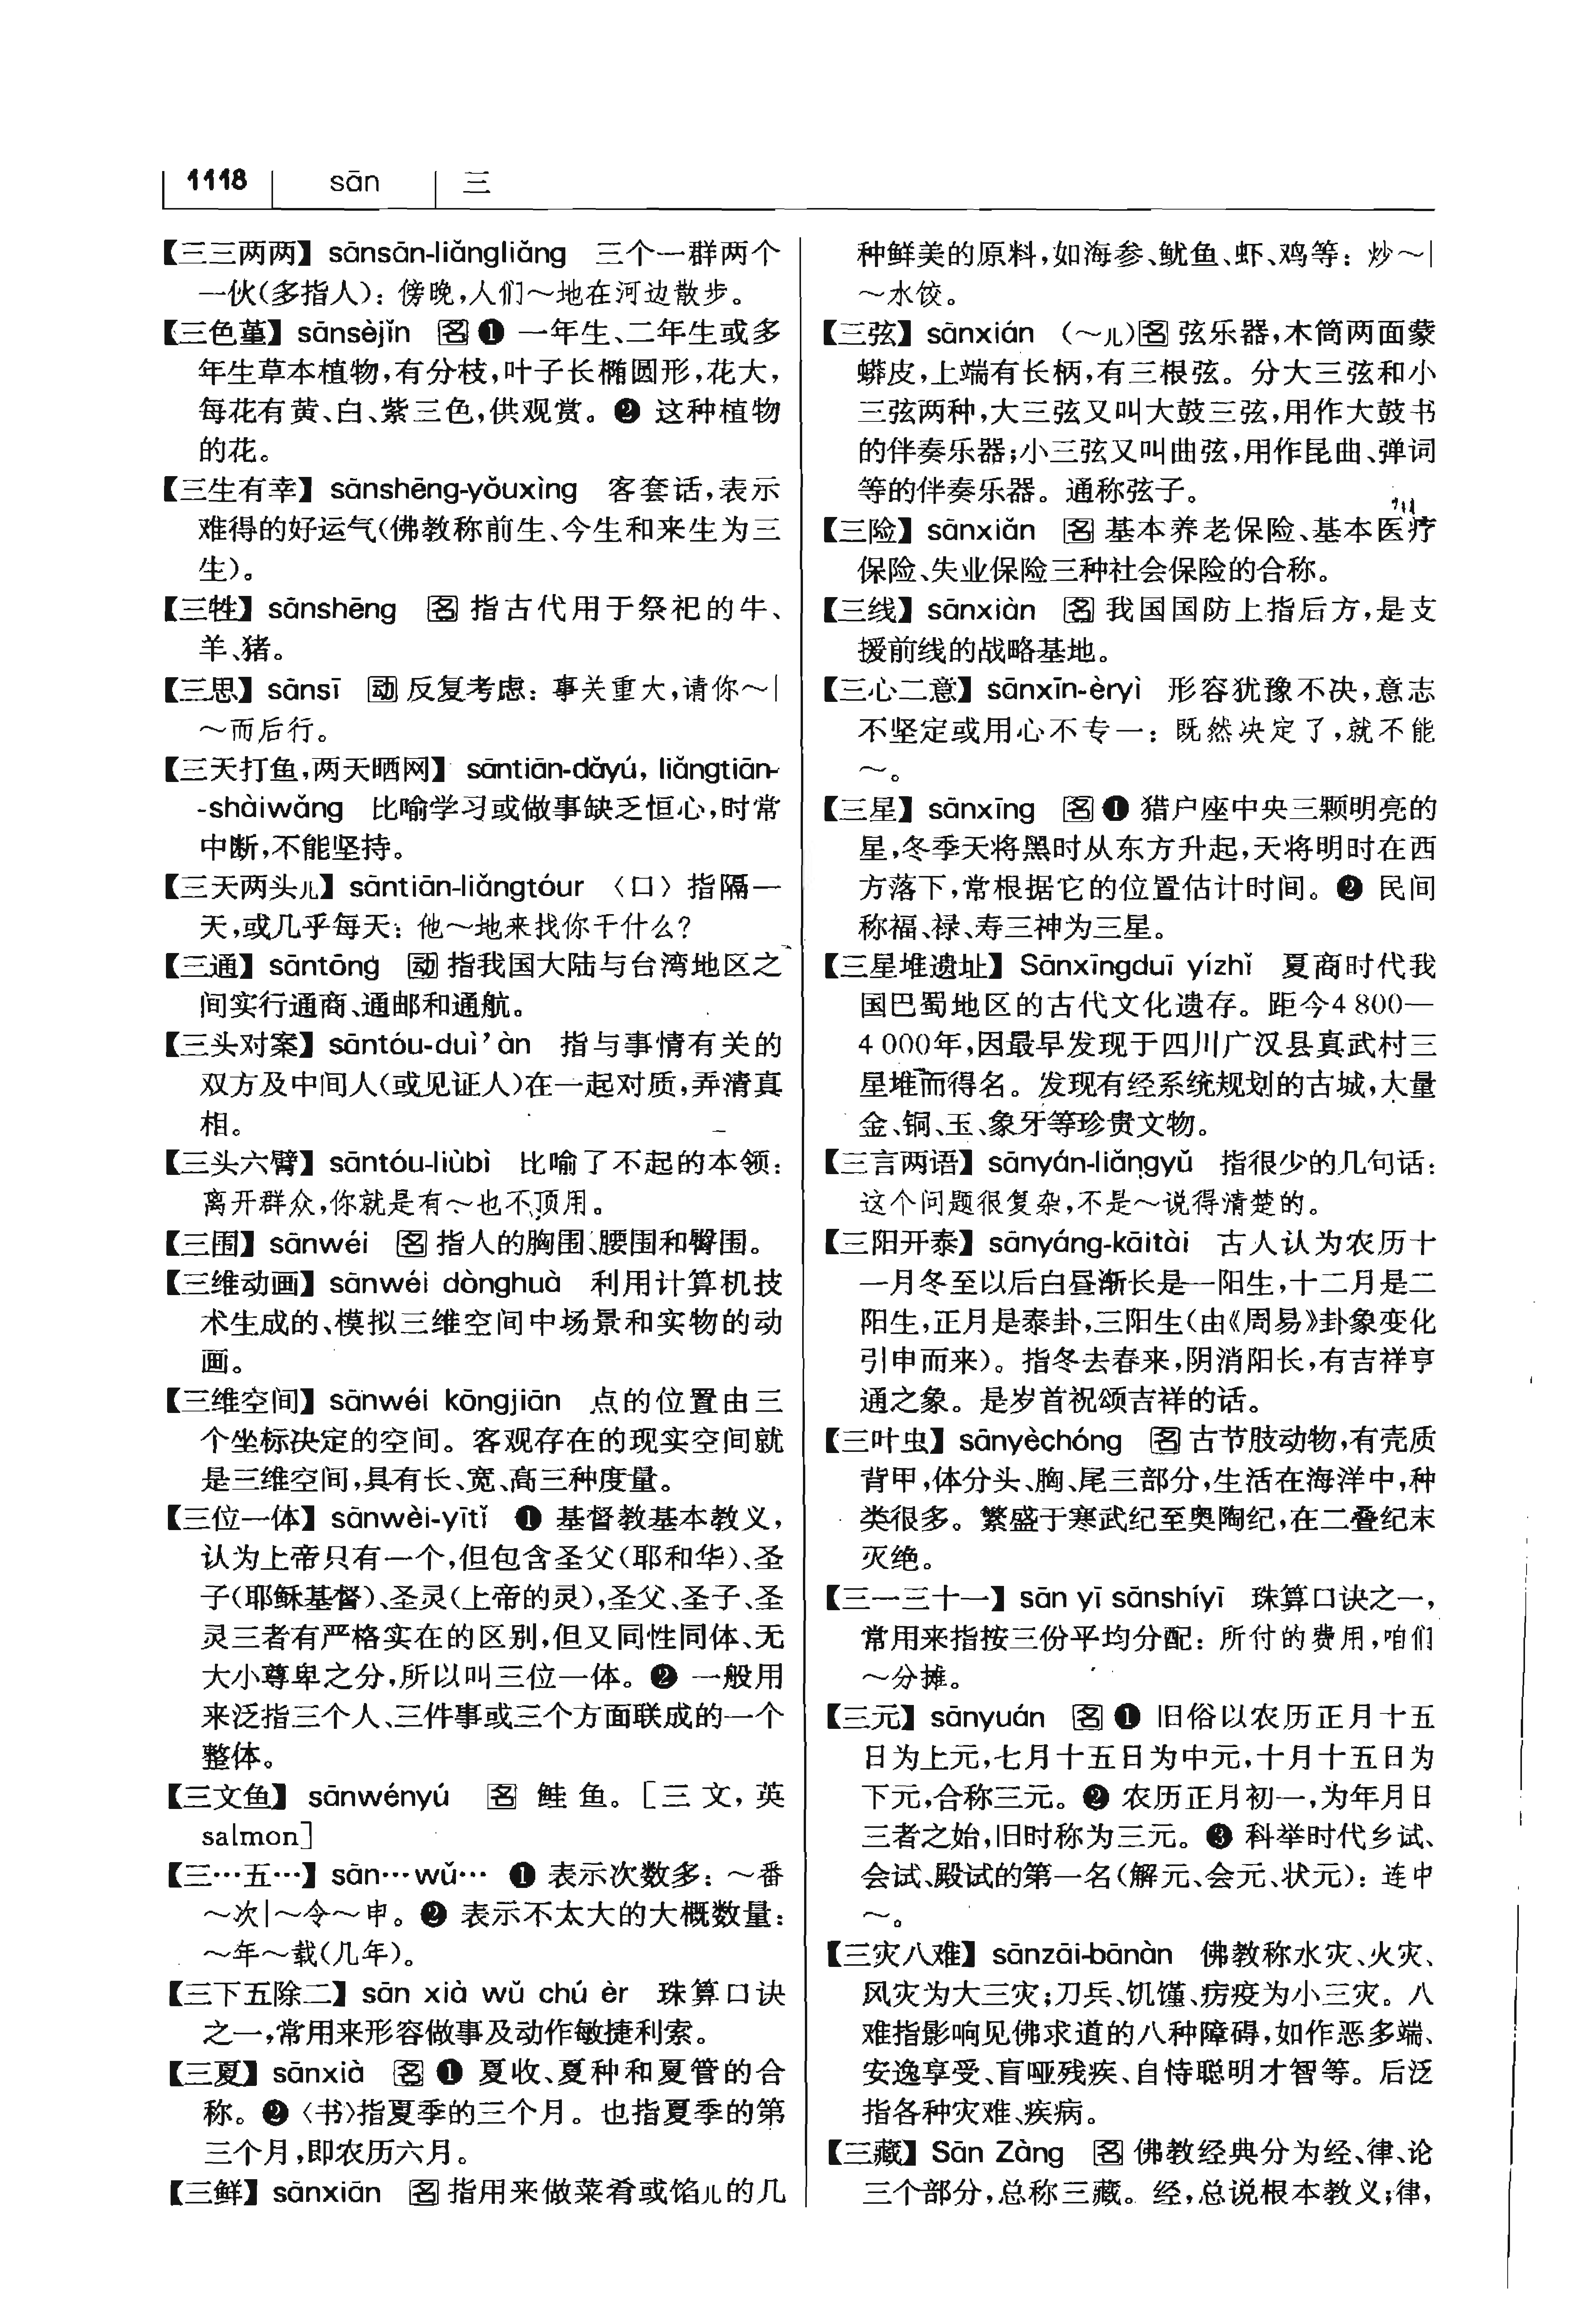 1118 sān 三
【三三两两】 sānsān-liǎngliǎng 三个一群两个
一伙(多指人)：傍晚，人们～地在河边散步。
【三色堇】 sānsèjǐn 名 ❶ 一年生、二年生或多
年生草本植物，有分枝，叶子长椭圆形，花大，
每花有黄、白、紫三色，供观赏。❷ 这种植物
的花。
【三生有幸】 sānshēng-yǒuxìng 客套话，表示
难得的好运气(佛教称前生、今生和来生为三
生)。
【三牲】 sānshēng 名 指古代用于祭祀的牛、
羊、猪。
【三思】 sānsī 动 反复考虑：事关重大，请你～|
～而后行。
【三天打鱼，两天晒网】 sāntiān-dǎyú, liǎngtiān-
-shàiwǎng 比喻学习或做事缺乏恒心，时常
中断，不能坚持。
【三天两头儿】 sāntiān-liǎngtóur 〈口〉指隔一
天，或几乎每天：他～地来找你干什么？
【三通】 sāntōng 动 指我国大陆与台湾地区之
间实行通商、通邮和通航。
【三头对案】 sāntóu-duì’àn 指与事情有关的
双方及中间人(或见证人)在一起对质，弄清真
相。
【三头六臂】 sāntóu-liùbì 比喻了不起的本领：
离开群众，你就是有～也不顶用。
【三围】 sānwéi 名 指人的胸围、腰围和臀围。
【三维动画】 sānwéi dònghuà 利用计算机技
术生成的、模拟三维空间中场景和实物的动
画。
【三维空间】 sānwéi kōngjiān 点的位置由三
个坐标决定的空间。客观存在的现实空间就
是三维空间，具有长、宽、高三种度量。
【三位一体】 sānwèi-yītǐ ❶ 基督教基本教义，
认为上帝只有一个，但包含圣父(耶和华)、圣
子(耶稣基督)、圣灵(上帝的灵)，圣父、圣子、圣
灵三者有严格实在的区别，但又同性同体、无
大小尊卑之分，所以叫三位一体。❷ 一般用
来泛指三个人、三件事或三个方面联成的一个
整体。
【三文鱼】 sānwényú 名 鲑鱼。[三文，英
salmon]
【三…五…】 sān…wǔ… ❶ 表示次数多：～番
～次|～令～申。❷ 表示不太大的大概数量：
～年～载(几年)。
【三下五除二】 sān xià wǔ chú èr 珠算口诀
之一，常用来形容做事及动作敏捷利索。
【三夏】 sānxià 名 ❶ 夏收、夏种和夏管的合
称。❷〈书〉指夏季的三个月。也指夏季的第
三个月，即农历六月。
【三鲜】 sānxiān 名 指用来做菜肴或馅儿的几
种鲜美的原料，如海参、鱿鱼、虾、鸡等：炒～|
～水饺。
【三弦】 sānxián (～儿)名 弦乐器，木筒两面蒙
蟒皮，上端有长柄，有三根弦。分大三弦和小
三弦两种，大三弦又叫大鼓三弦，用作大鼓书
的伴奏乐器；小三弦又叫曲弦，用作昆曲、弹词
等的伴奏乐器。通称弦子。
【三险】 sānxiǎn 名 基本养老保险、基本医疗
保险、失业保险三种社会保险的合称。
【三线】 sānxiàn 名 我国国防上指后方，是支
援前线的战略基地。
【三心二意】 sānxīn-èryì 形容犹豫不决，意志
不坚定或用心不专一：既然决定了，就不能
～。
【三星】 sānxīng 名 ❶ 猎户座中央三颗明亮的
星，冬季天将黑时从东方升起，天将明时在西
方落下，常根据它的位置估计时间。❷ 民间
称福、禄、寿三神为三星。
【三星堆遗址】 Sānxīngduī yízhǐ 夏商时代我
国巴蜀地区的古代文化遗存。距今4 800—
4 000年，因最早发现于四川广汉县真武村三
星堆而得名。发现有经系统规划的古城，大量
金、铜、玉、象牙等珍贵文物。
【三言两语】 sānyán-liǎngyǔ 指很少的几句话：
这个问题很复杂，不是～说得清楚的。
【三阳开泰】 sānyáng-kāitài 古人认为农历十
一月冬至以后白昼渐长是一阳生，十二月是二
阳生，正月是泰卦，三阳生(由《周易》卦象变化
引申而来)。指冬去春来，阴消阳长，有吉祥亨
通之象。是岁首祝颂吉祥的话。
【三叶虫】 sānyèchóng 名 古节肢动物，有壳质
背甲，体分头、胸、尾三部分，生活在海洋中，种
类很多。繁盛于寒武纪至奥陶纪，在二叠纪末
灭绝。
【三一三十一】 sān yī sānshíyī 珠算口诀之一，
常用来指按三份平均分配：所付的费用，咱们
～分摊。
【三元】 sānyuán 名 ❶ 旧俗以农历正月十五
日为上元，七月十五日为中元，十月十五日为
下元，合称三元。❷ 农历正月初一，为年月日
三者之始，旧时称为三元。❸ 科举时代乡试、
会试、殿试的第一名(解元、会元、状元)：连中
～。
【三灾八难】 sānzāi-bānàn 佛教称水灾、火灾、
风灾为大三灾；刀兵、饥馑、疠疫为小三灾。八
难指影响见佛求道的八种障碍，如作恶多端、
安逸享受、盲哑残疾、自恃聪明才智等。后泛
指各种灾难、疾病。
【三藏】 Sān Zàng 名 佛教经典分为经、律、论
三个部分，总称三藏。经，总说根本教义；律，